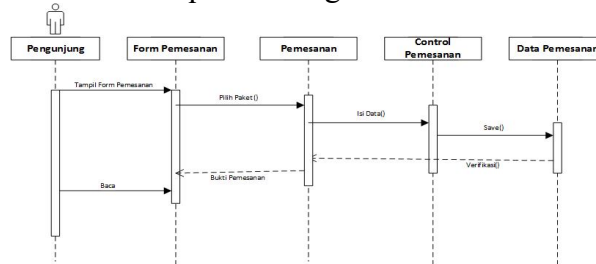 Pengunjung
Form Pemesanan
Pemesanan
Control
Pemesanan
Data Pemesanan
Tampil Form Pemesanan
Pilih Paket()
Isi Data()
Save()
Verifikasi()
Bukti Pemesanan
Baca